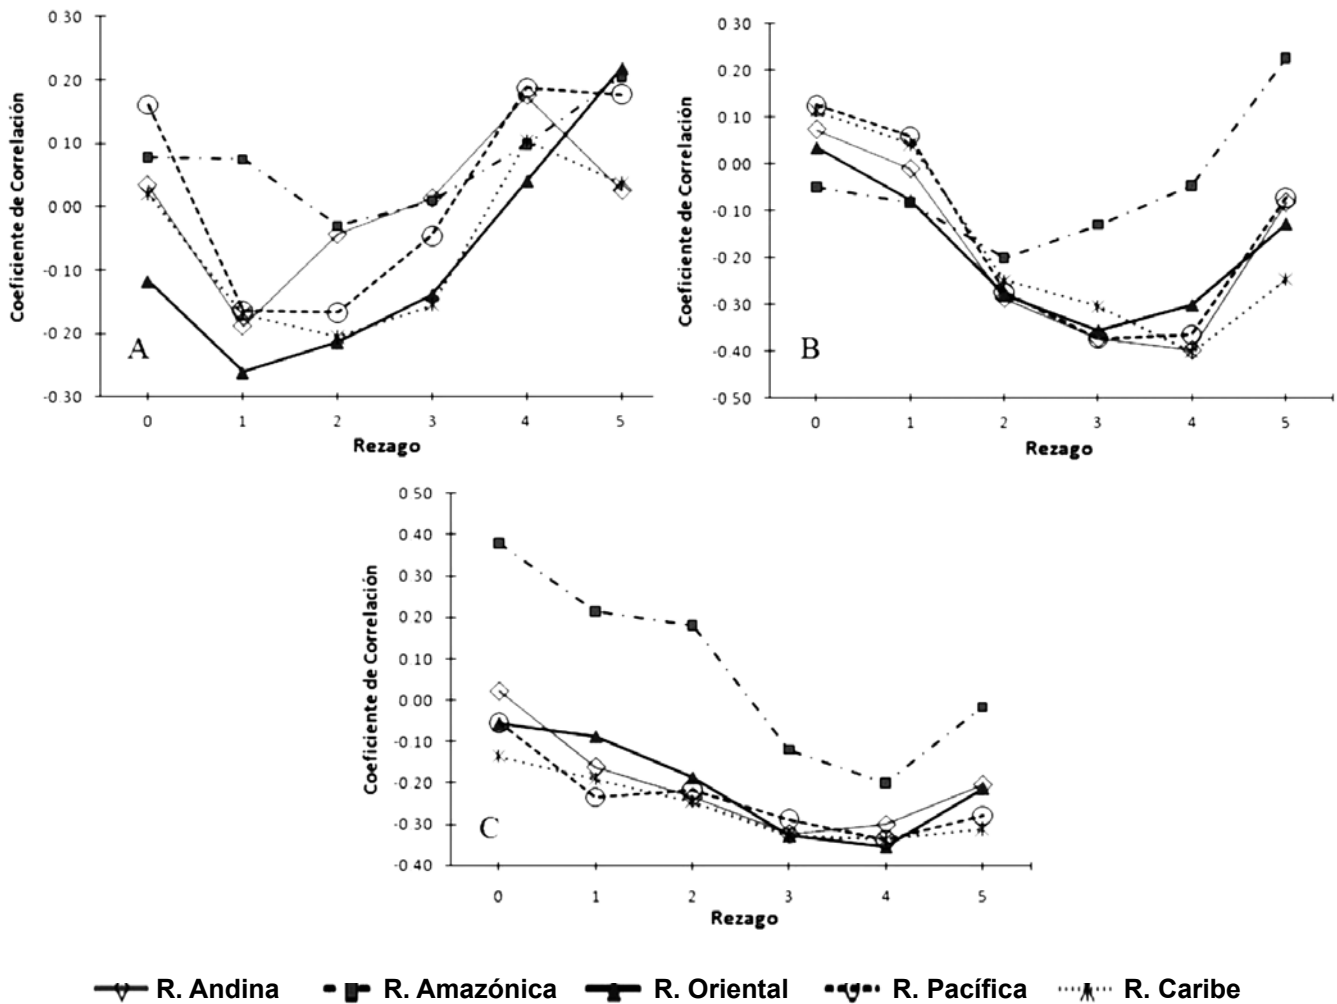 0 30
0 20
0 10
0 00
-0 10
-0 20
-0 30
Coeficiente de Correlación
A
0 1 2 3 4 5
Rezago
0 30
0 20
0 10
0 00
-0 10
-0 20
-0 30
-0 40
-0 50
Coeficiente de Correlación
B
0 1 2 3 4 5
Rezago
0 50
0 40
0 30
0 20
0 10
0 00
-0 10
-0 20
-0 30
-0 40
Coeficiente de Correlación
C
0 1 2 3 4 5
Rezago
R. Andina R. Amazónica R. Oriental R. Pacífica R. Caribe